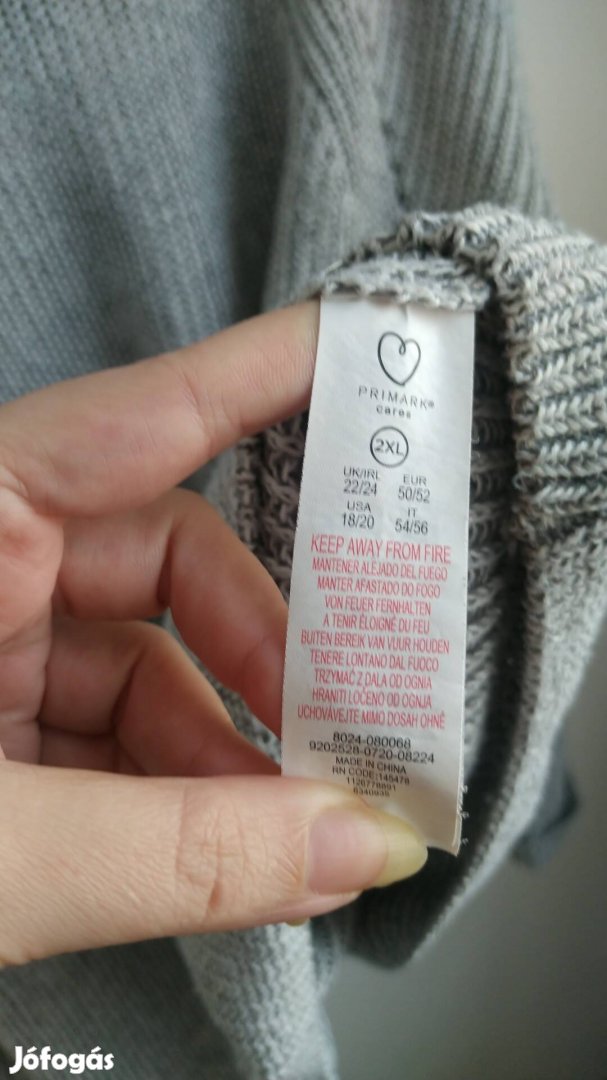 PRIMARK®
cares
2XL
UK/IRL EUR
22/24 50/52
USA IT
18/20 54/56
KEEP AWAY FROM FIRE
MANTENER ALEJADO DEL FUEGO
MANTER AFASTADO DO FOGO
VON FEUER FERNHALTEN
A TENIR ÉLOIGNÉ DU FEU
BUITEN BEREIK VAN VUUR HOUDEN
TENERE LONTANO DAL FUOCO
TRZYMAĆ Z DALA OD OGNIA
HRANITI LOČENO OD OGNJA
UCHOVÁVEJTE MIMO DOSAH OHNĚ
8024-080068
9202528-0720-08224
MADE IN CHINA
RN CODE:145478
1126778891
6340935
Jófogás